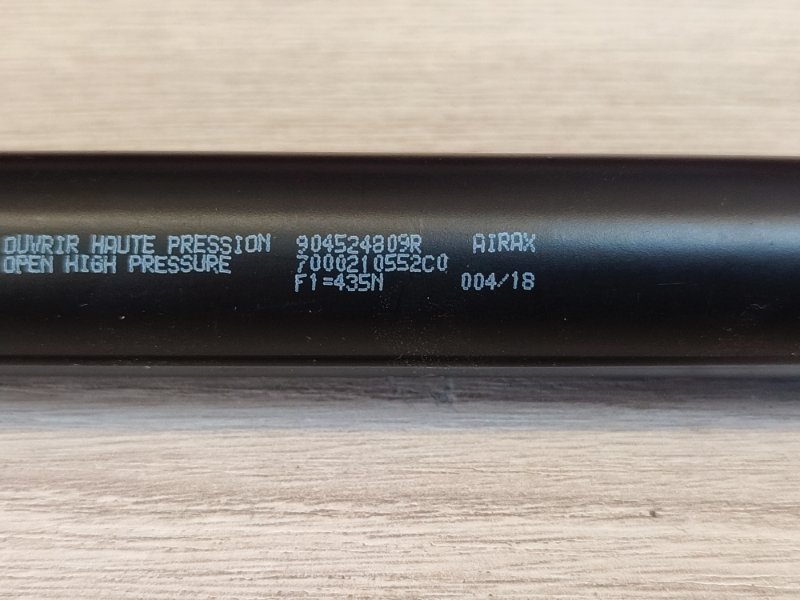 OUVRIR HAUTE PRESSION 904524809R AIRAX
OPEN HIGH PRESSURE 7000210552C0
F1=435N 004/18